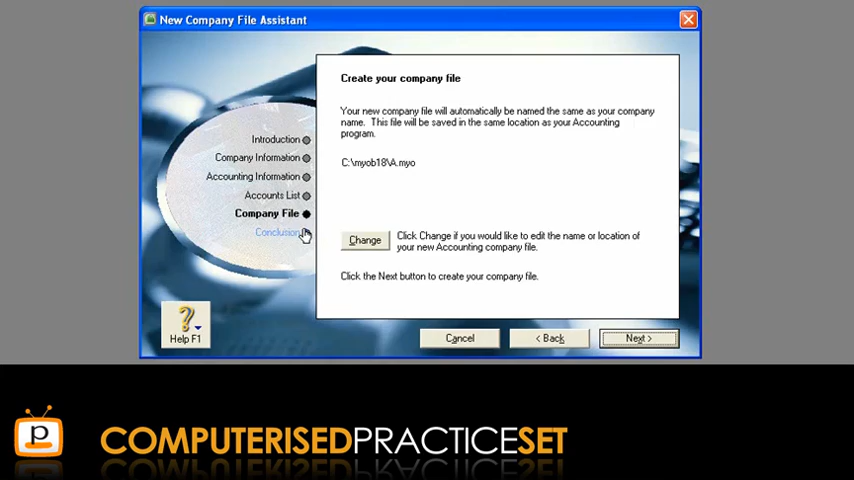 New Company File Assistant
Create your company file
Your new company file will automatically be named the same as your company
name. This file will be saved in the same location as your Accounting
program.
C:\myob18\A.myo
Introduction
Company Information
Accounting Information
Accounts List
Company File
Conclusion
Change
Click Change if you would like to edit the name or location of
your new Accounting company file.
Click the Next button to create your company file.
?
Help F1
Cancel
< Back
Next >
p
COMPUTERISEDPRACTICESET